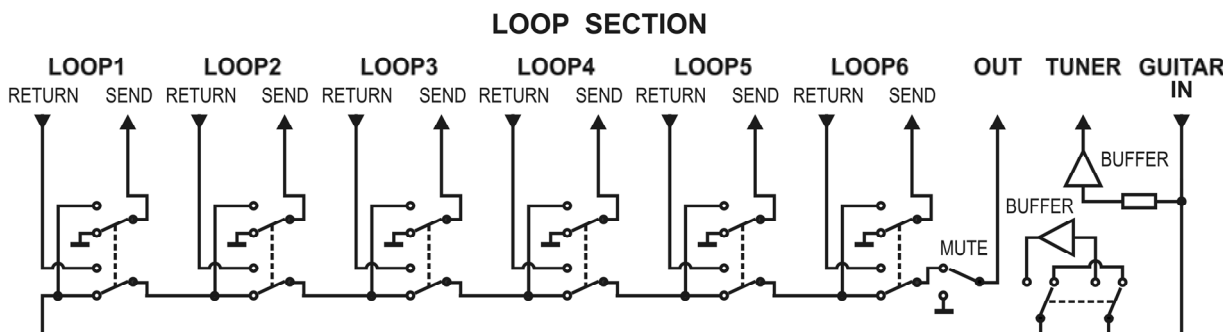 LOOP SECTION
LOOP1 LOOP2 LOOP3 LOOP4 LOOP5 LOOP6 OUT TUNER GUITAR IN
RETURN SEND RETURN SEND RETURN SEND RETURN SEND RETURN SEND RETURN SEND
BUFFER
BUFFER
MUTE